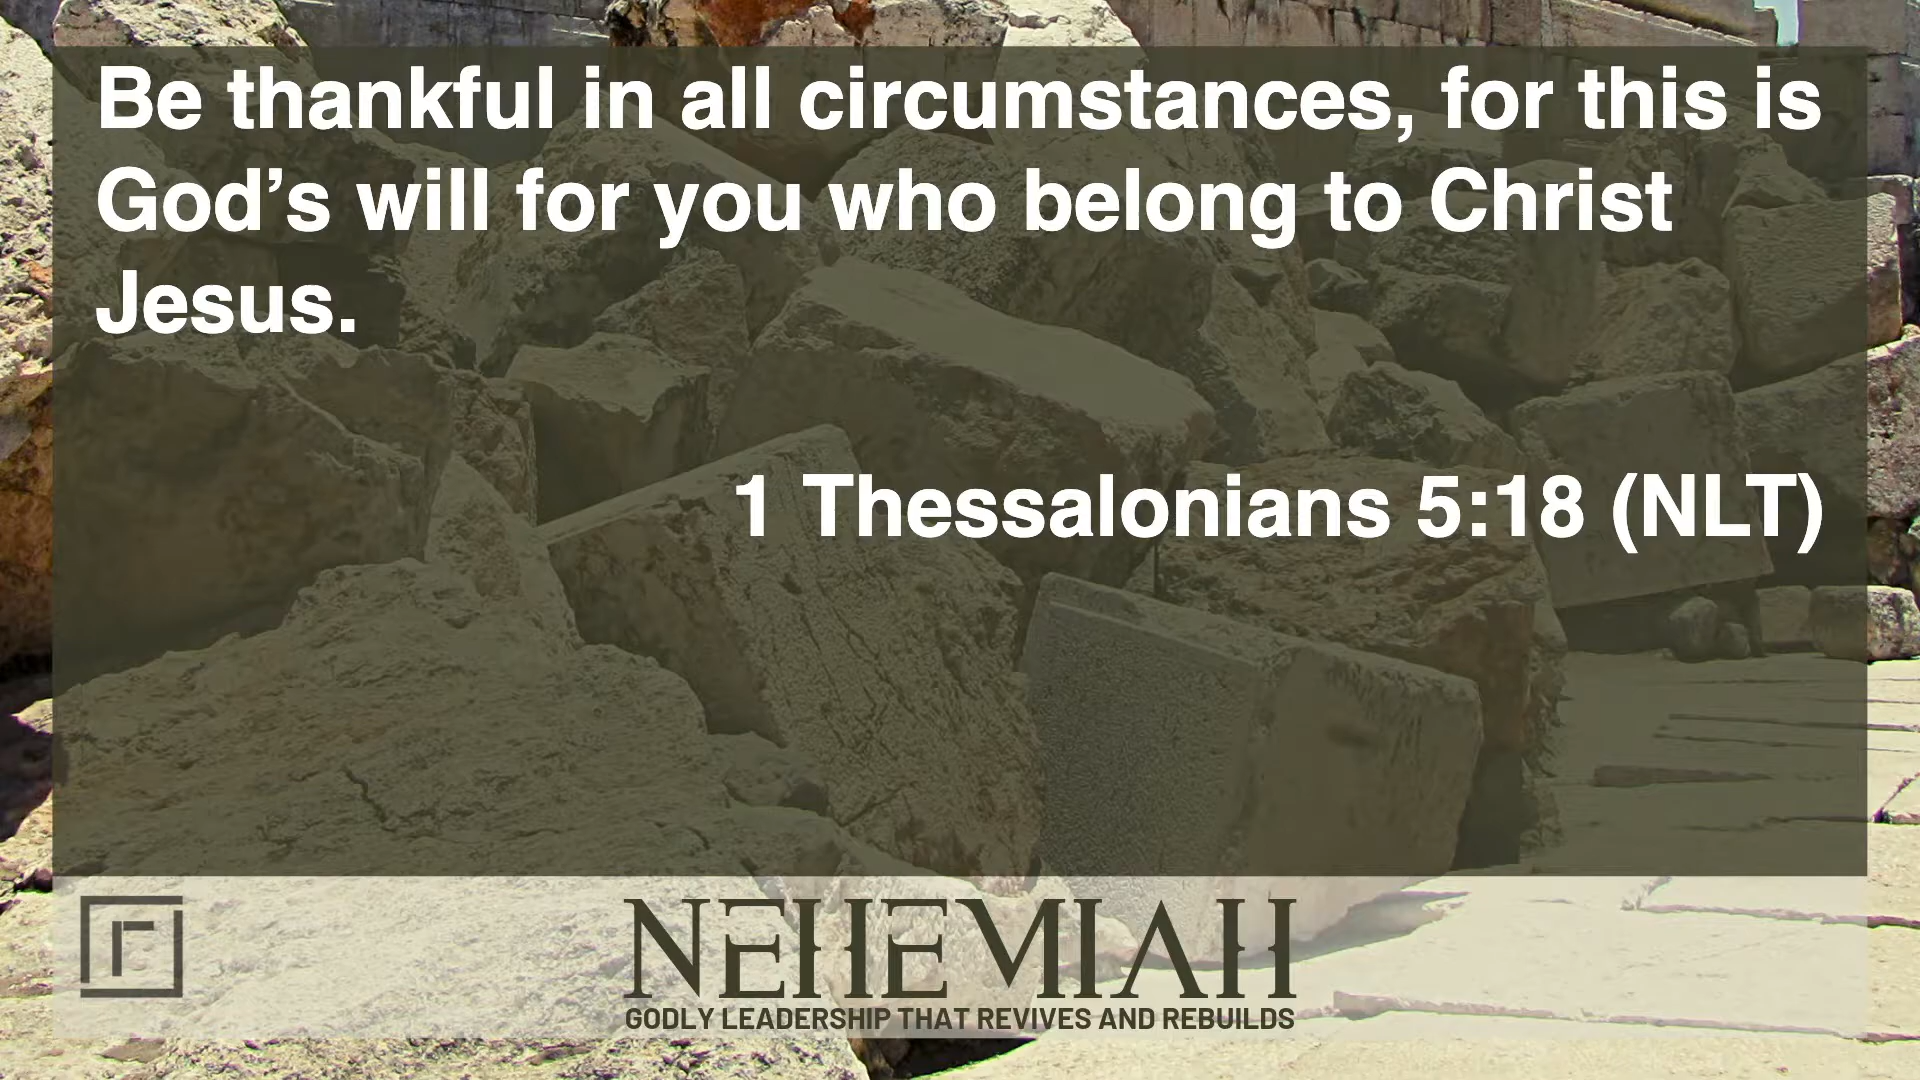 Be thankful in all circumstances, for this is
God’s will for you who belong to Christ
Jesus.
1 Thessalonians 5:18 (NLT)
NEHEMIAH
GODLY LEADERSHIP THAT REVIVES AND REBUILDS